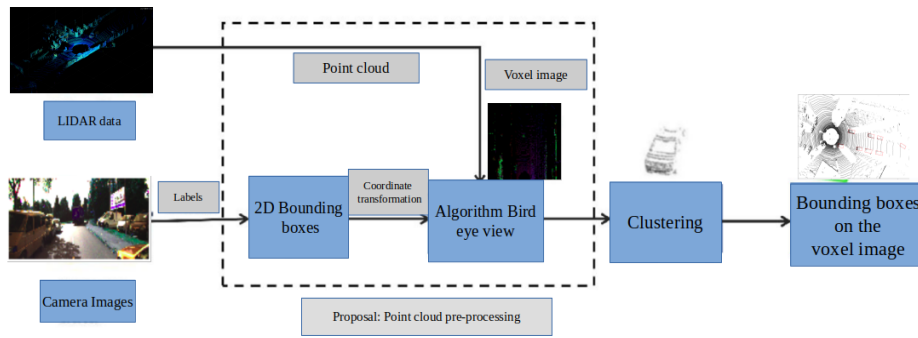 LIDAR data
Point cloud
Voxel image
Camera Images
Labels
2D Bounding
boxes
Coordinate
transformation
Algorithm Bird
eye view
Clustering
Bounding boxes
on the
voxel image
Proposal: Point cloud pre-processing